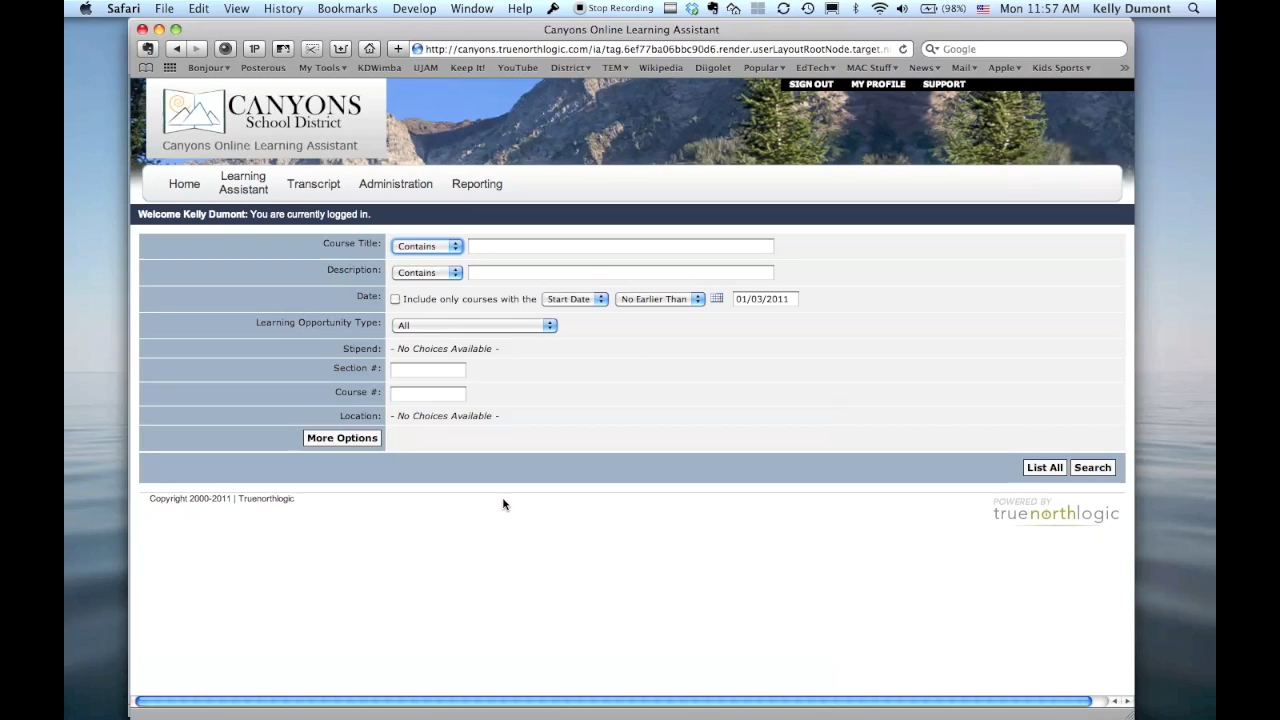 Safari File Edit View History Bookmarks Develop Window Help Stop Recording (98%) Mon 11:57 AM Kelly Dumont
Canyons Online Learning Assistant
1P + http://canyons.truenorthlogic.com/ia/tag.6ef77ba06bbc90d6.render.userLayoutRootNode.target.n Google
Bonjour Posterous My Tools KDWimba UJAM Keep It! YouTube District TEM Wikipedia Diigolet Popular EdTech MAC Stuff News Mail Apple Kids Sports
SIGN OUT MY PROFILE SUPPORT
CANYONS
School District
Canyons Online Learning Assistant
Home Learning Assistant Transcript Administration Reporting
Welcome Kelly Dumont: You are currently logged in.
Course Title: Contains
Description: Contains
Date: Include only courses with the Start Date No Earlier Than 01/03/2011
Learning Opportunity Type: All
Stipend: - No Choices Available -
Section #:
Course #:
Location: - No Choices Available -
More Options
List All Search
Copyright 2000-2011 | Truenorthlogic
POWERED BY
truenorthlogic